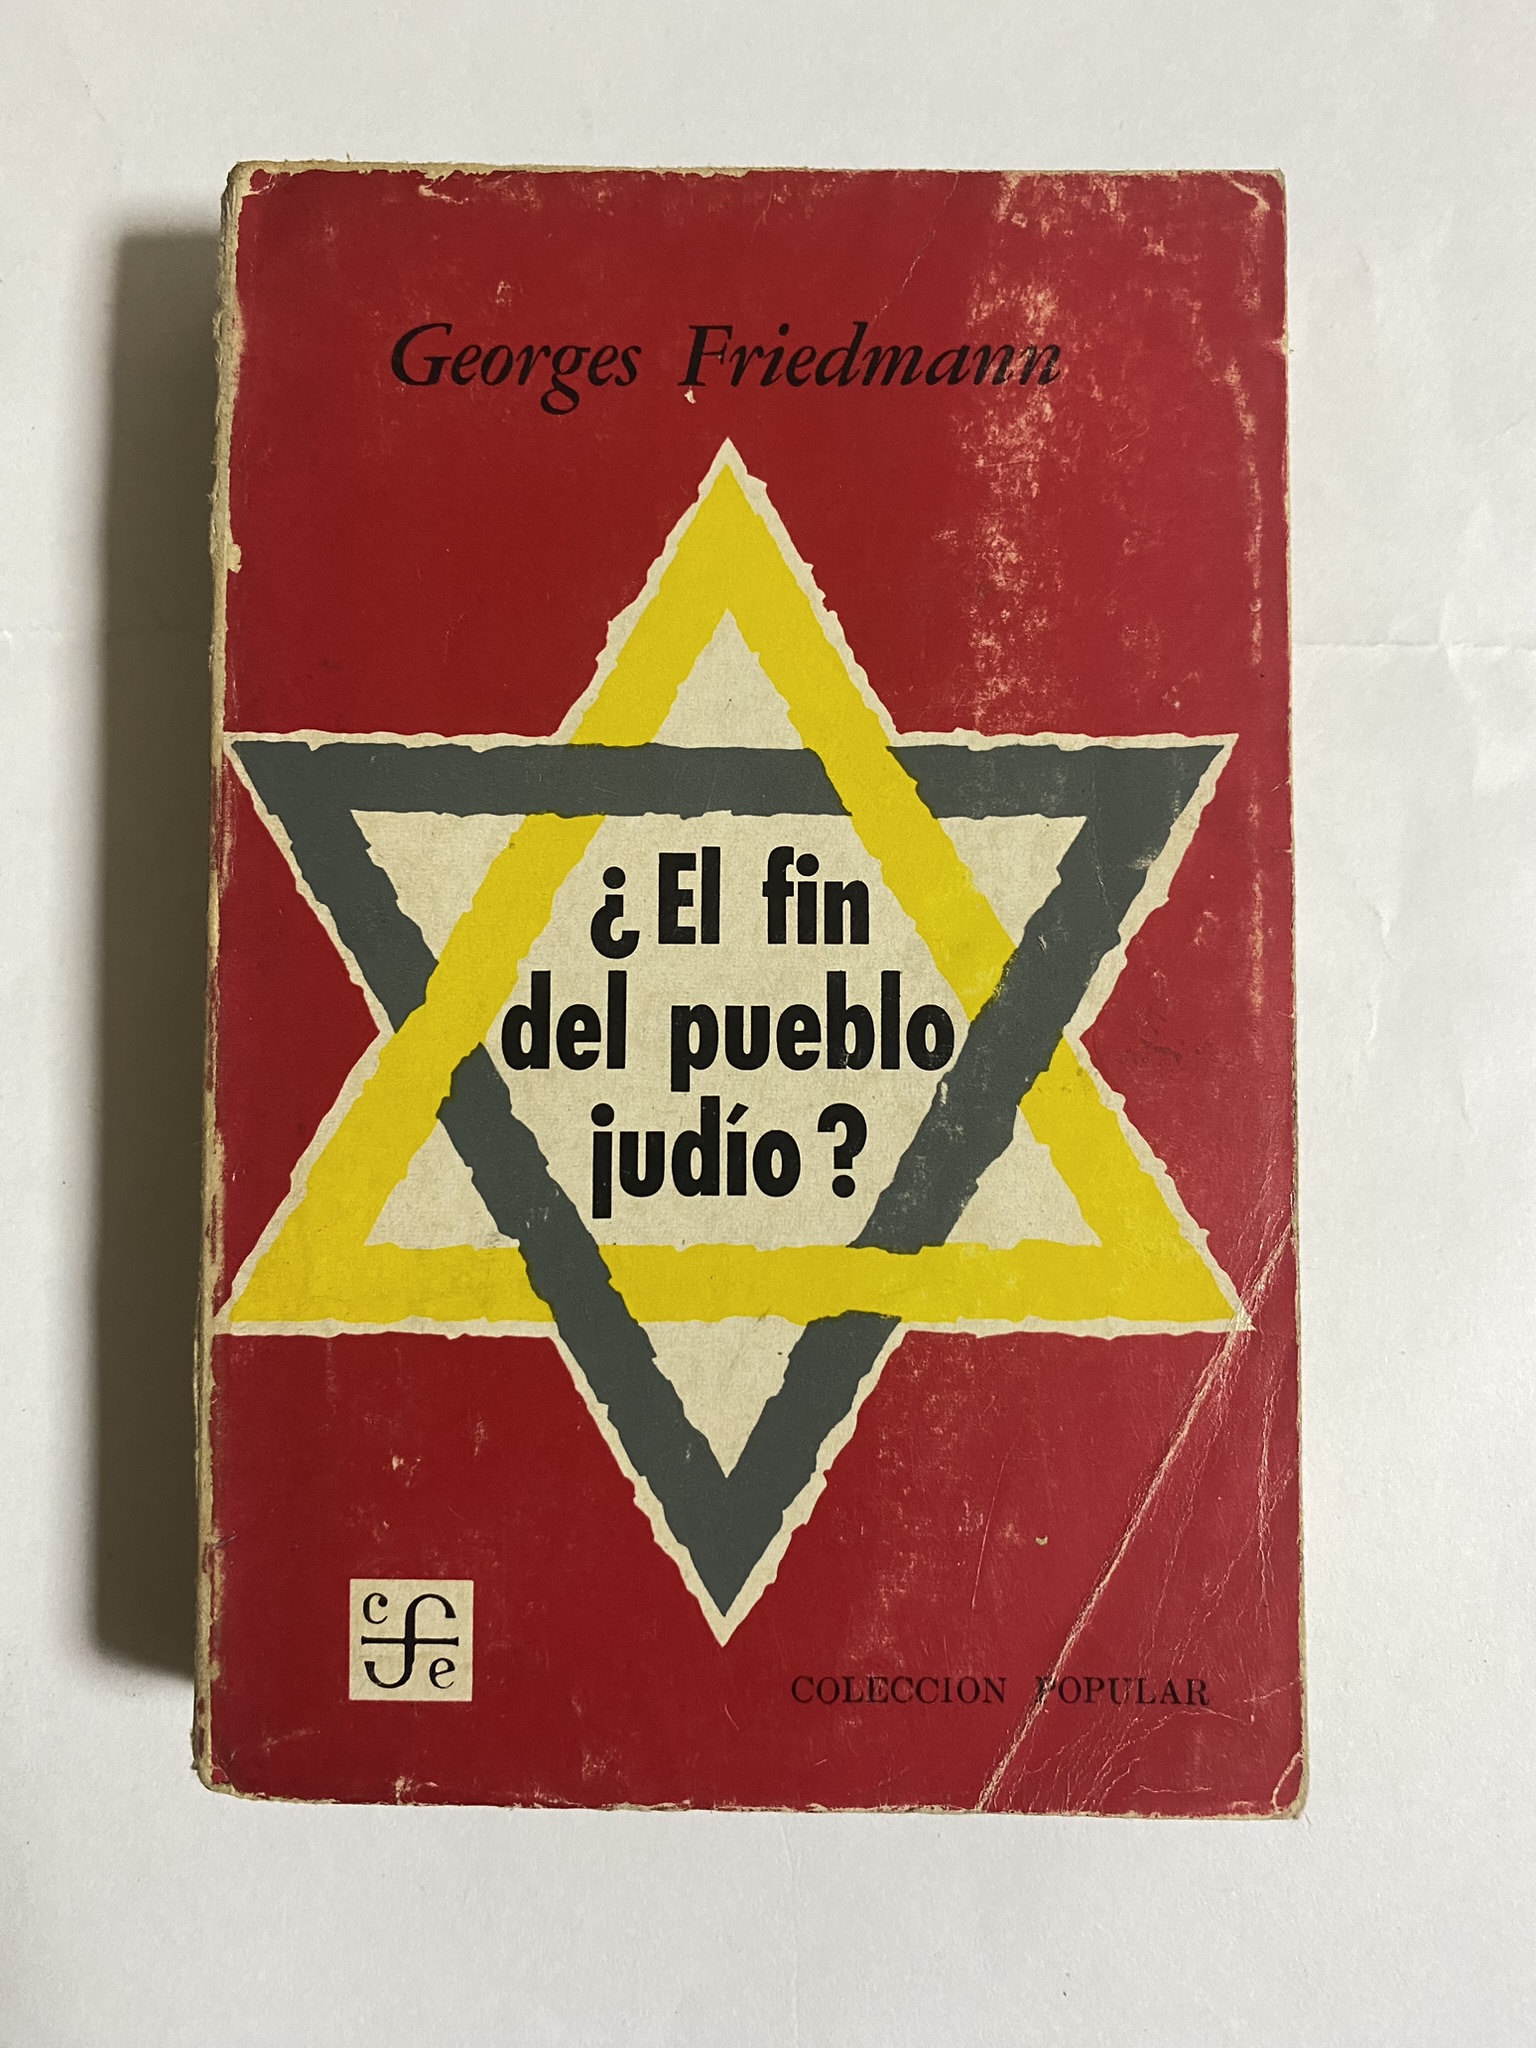 Georges Friedmann
¿El fin
del pueblo
judío?
cfe
COLECCION POPULAR